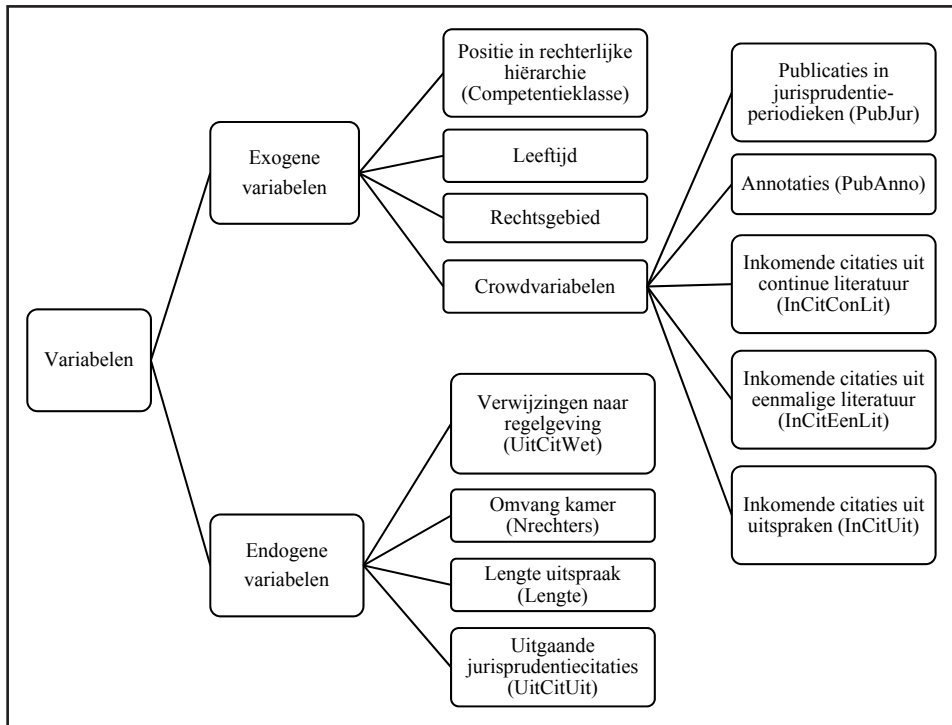 Variabelen
Exogene
variabelen
Positie in rechterlijke
hiërarchie
(Competentieklasse)
Leeftijd
Rechtsgebied
Crowdvariabelen
Publicaties in
jurisprudentie-
periodieken (PubJur)
Annotaties (PubAnno)
Inkomende citaties uit
continue literatuur
(InCitConLit)
Inkomende citaties uit
eenmalige literatuur
(InCitEenLit)
Inkomende citaties uit
uitspraken (InCitUit)
Endogene
variabelen
Verwijzingen naar
regelgeving
(UitCitWet)
Omvang kamer
(Nrechters)
Lengte uitspraak
(Lengte)
Uitgaande
jurisprudentiecitaties
(UitCitUit)